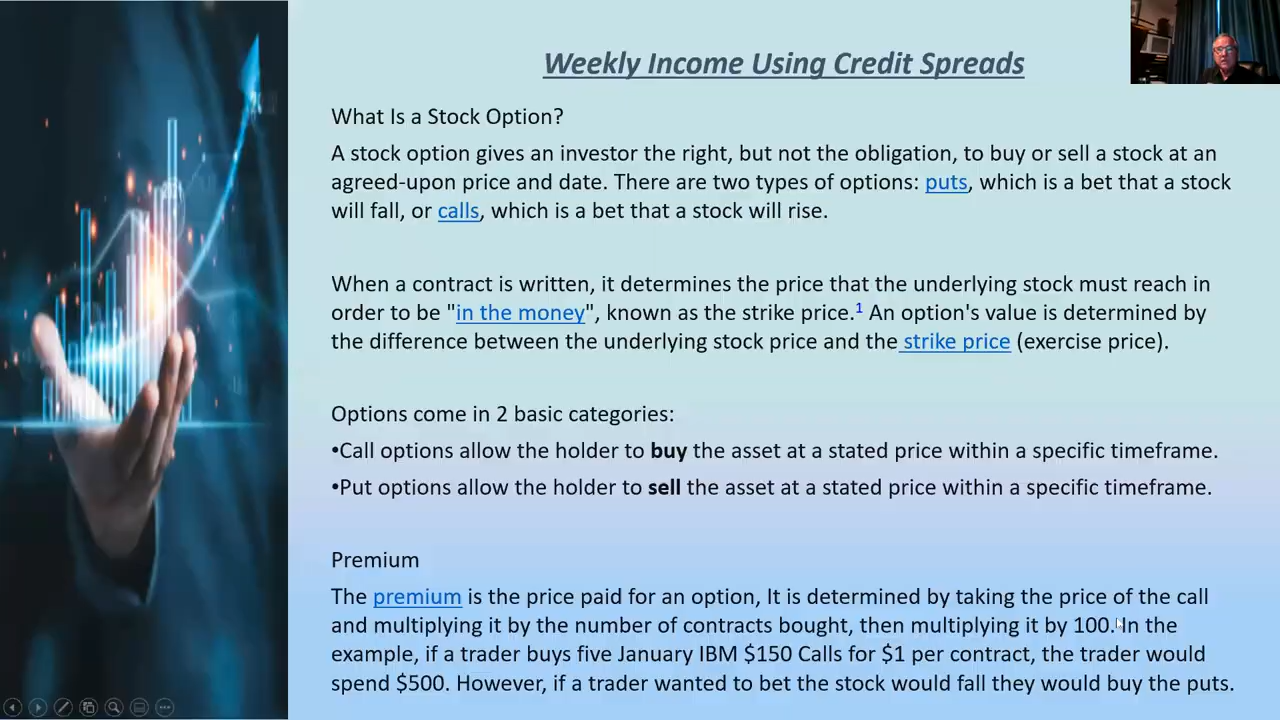 Weekly Income Using Credit Spreads
What Is a Stock Option?
A stock option gives an investor the right, but not the obligation, to buy or sell a stock at an
agreed-upon price and date. There are two types of options: puts, which is a bet that a stock
will fall, or calls, which is a bet that a stock will rise.
When a contract is written, it determines the price that the underlying stock must reach in
order to be "in the money", known as the strike price.1 An option's value is determined by
the difference between the underlying stock price and the strike price (exercise price).
Options come in 2 basic categories:
•Call options allow the holder to buy the asset at a stated price within a specific timeframe.
•Put options allow the holder to sell the asset at a stated price within a specific timeframe.
Premium
The premium is the price paid for an option, It is determined by taking the price of the call
and multiplying it by the number of contracts bought, then multiplying it by 100. In the
example, if a trader buys five January IBM $150 Calls for $1 per contract, the trader would
spend $500. However, if a trader wanted to bet the stock would fall they would buy the puts.